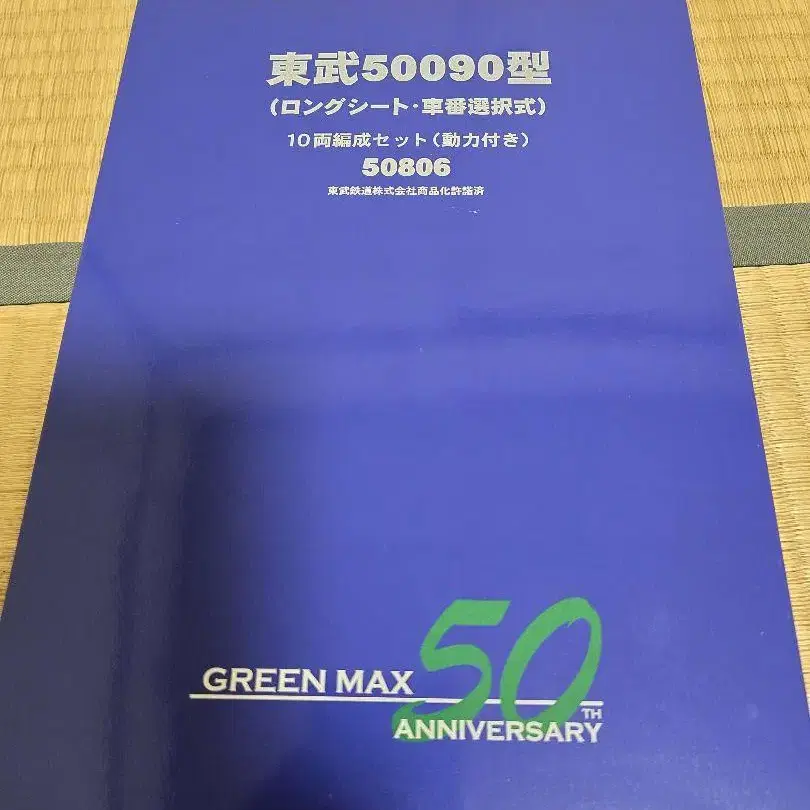 東武50090型
(ロングシート・車番選択式)
10両編成セット(動力付き)
50806
東武鉄道株式会社商品化許諾済
GREEN MAX 50TH
ANNIVERSARY